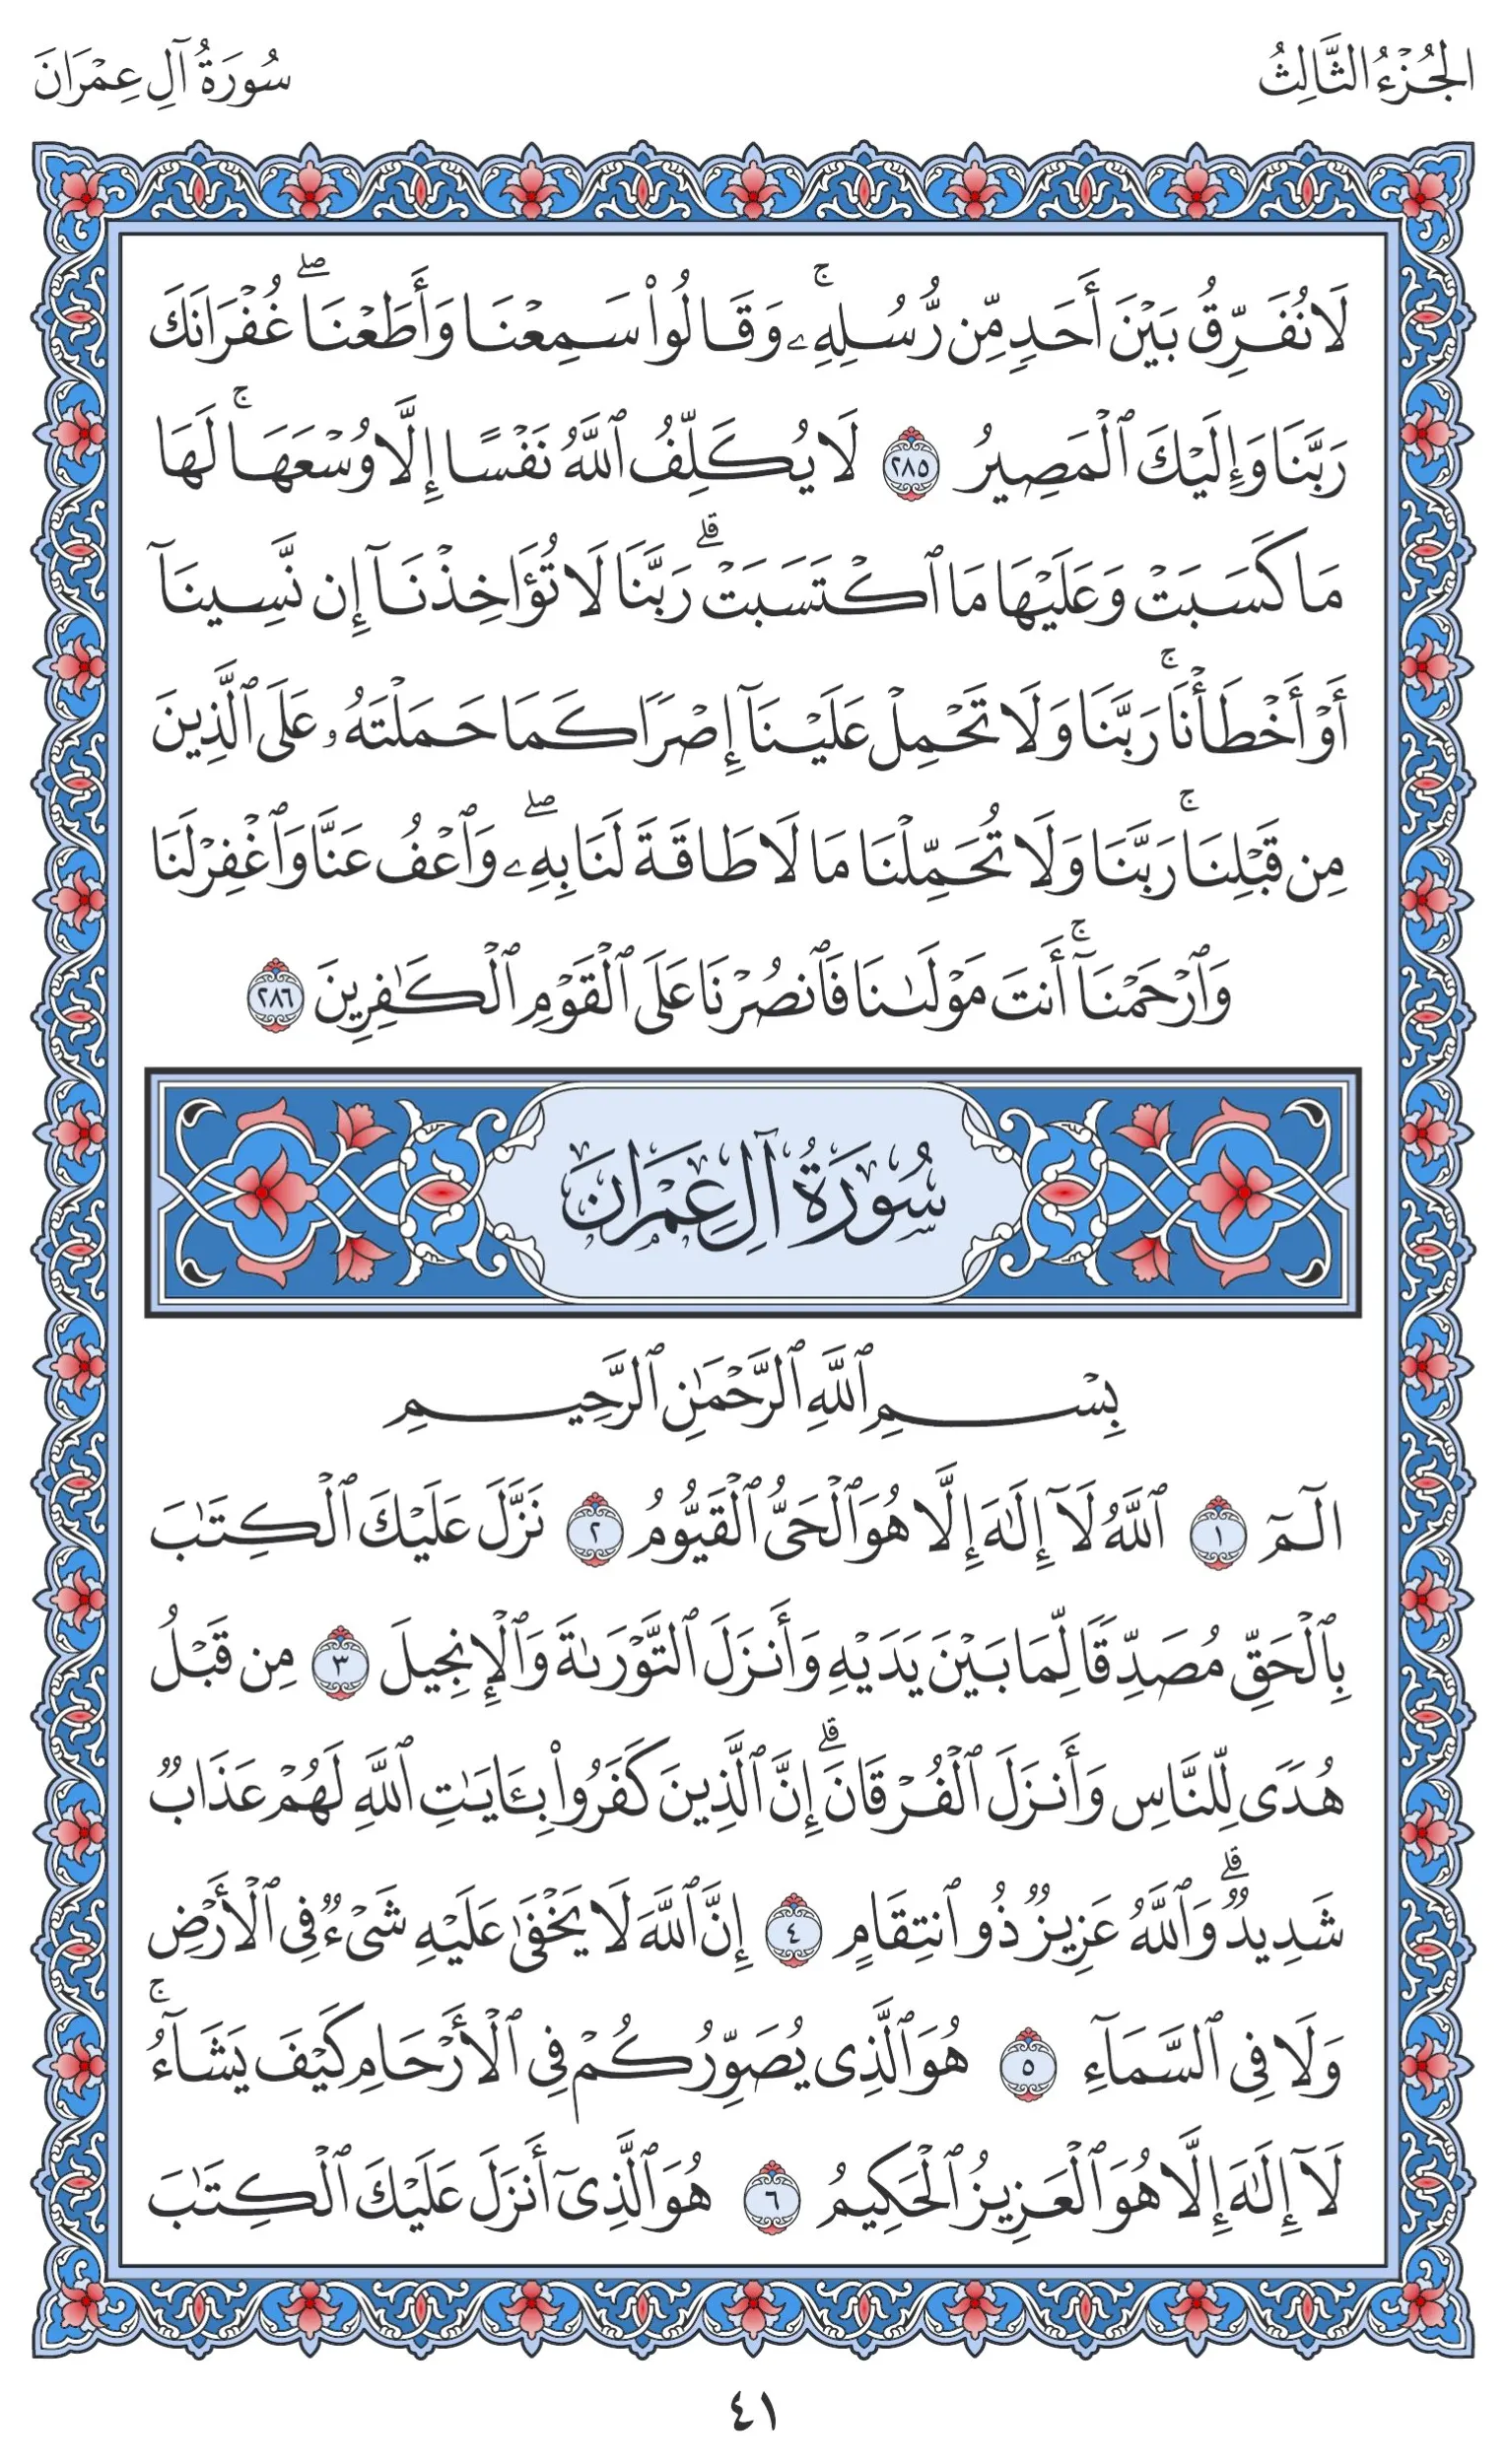 الجُزْءُ الثَّالِثُ
سُورَةُ آلِ عِمْرَانَ
لَا نُفَرِّقُ بَيْنَ أَحَدٍ مِّن رُّسُلِهِۦۚ وَقَالُوا۟ سَمِعْنَا وَأَطَعْنَاۖ غُفْرَانَكَ
رَبَّنَا وَإِلَيْكَ ٱلْمَصِيرُ ٢٨٥ لَا يُكَلِّفُ ٱللَّهُ نَفْسًا إِلَّا وُسْعَهَاۚ لَهَا
مَا كَسَبَتْ وَعَلَيْهَا مَا ٱكْتَسَبَتْۗ رَبَّنَا لَا تُؤَاخِذْنَآ إِن نَّسِينَآ
أَوْ أَخْطَأْنَاۚ رَبَّنَا وَلَا تَحْمِلْ عَلَيْنَآ إِصْرًا كَمَا حَمَلْتَهُۥ عَلَى ٱلَّذِينَ
مِن قَبْلِنَاۚ رَبَّنَا وَلَا تُحَمِّلْنَا مَا لَا طَاقَةَ لَنَا بِهِۦۖ وَٱعْفُ عَنَّا وَٱغْفِرْ لَنَا
وَٱرْحَمْنَآۚ أَنتَ مَوْلَىٰنَا فَٱنصُرْنَا عَلَى ٱلْقَوْمِ ٱلْكَٰفِرِينَ ٢٨٦
سُورَةُ آلِ عِمْرَانَ
بِسْمِ ٱللَّهِ ٱلرَّحْمَٰنِ ٱلرَّحِيمِ
الٓمٓ ١ ٱللَّهُ لَآ إِلَٰهَ إِلَّا هُوَ ٱلْحَىُّ ٱلْقَيُّومُ ٢ نَزَّلَ عَلَيْكَ ٱلْكِتَٰبَ
بِٱلْحَقِّ مُصَدِّقًا لِّمَا بَيْنَ يَدَيْهِ وَأَنزَلَ ٱلتَّوْرَىٰةَ وَٱلْإِنجِيلَ ٣ مِن قَبْلُ
هُدًى لِّلنَّاسِ وَأَنزَلَ ٱلْفُرْقَانَۗ إِنَّ ٱلَّذِينَ كَفَرُوا۟ بِـَٔايَٰتِ ٱللَّهِ لَهُمْ عَذَابٌ
شَدِيدٌۗ وَٱللَّهُ عَزِيزٌ ذُو ٱنتِقَامٍ ٤ إِنَّ ٱللَّهَ لَا يَخْفَىٰ عَلَيْهِ شَىْءٌ فِى ٱلْأَرْضِ
وَلَا فِى ٱلسَّمَآءِ ٥ هُوَ ٱلَّذِى يُصَوِّرُكُمْ فِى ٱلْأَرْحَامِ كَيْفَ يَشَآءُۚ
لَآ إِلَٰهَ إِلَّا هُوَ ٱلْعَزِيزُ ٱلْحَكِيمُ ٦ هُوَ ٱلَّذِىٓ أَنزَلَ عَلَيْكَ ٱلْكِتَٰبَ
٤١